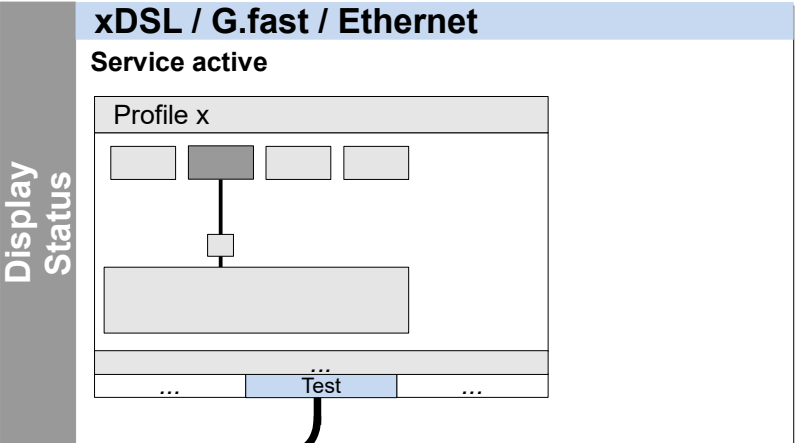 xDSL / G.fast / Ethernet
Service active
Display
Status
Profile x
...
... Test ...